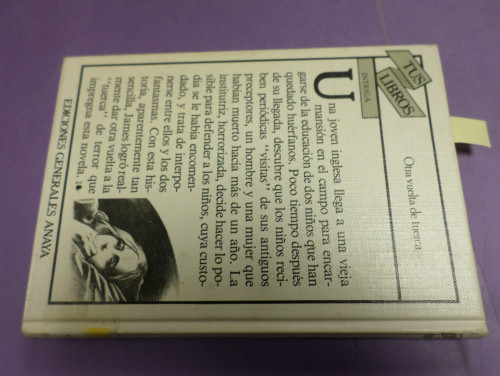 TUS
LIBROS
INTRIGA
Otra vuelta de tuerca
Una joven inglesa llega a una vieja
mansión en el campo para encar-
garse de la educación de dos niños que han
quedado huérfanos. Poco tiempo después
de su llegada, descubre que los niños reci-
ben periódicas "visitas" de sus antiguos
preceptores, un hombre y una mujer que
habían muerto hacía más de un año. La
institutriz, horrorizada, decide hacer lo po-
sible para defender a los niños, cuya custo-
dia se le había encomen-
dado, y trata de interpo-
nerse entre ellos y los dos
fantasmas. Con esta his-
toria, aparentemente tan
sencilla, James logró real-
mente dar otra vuelta a la
"tuerca" de terror que
impregna esta novela.
EDICIONES GENERALES ANAYA